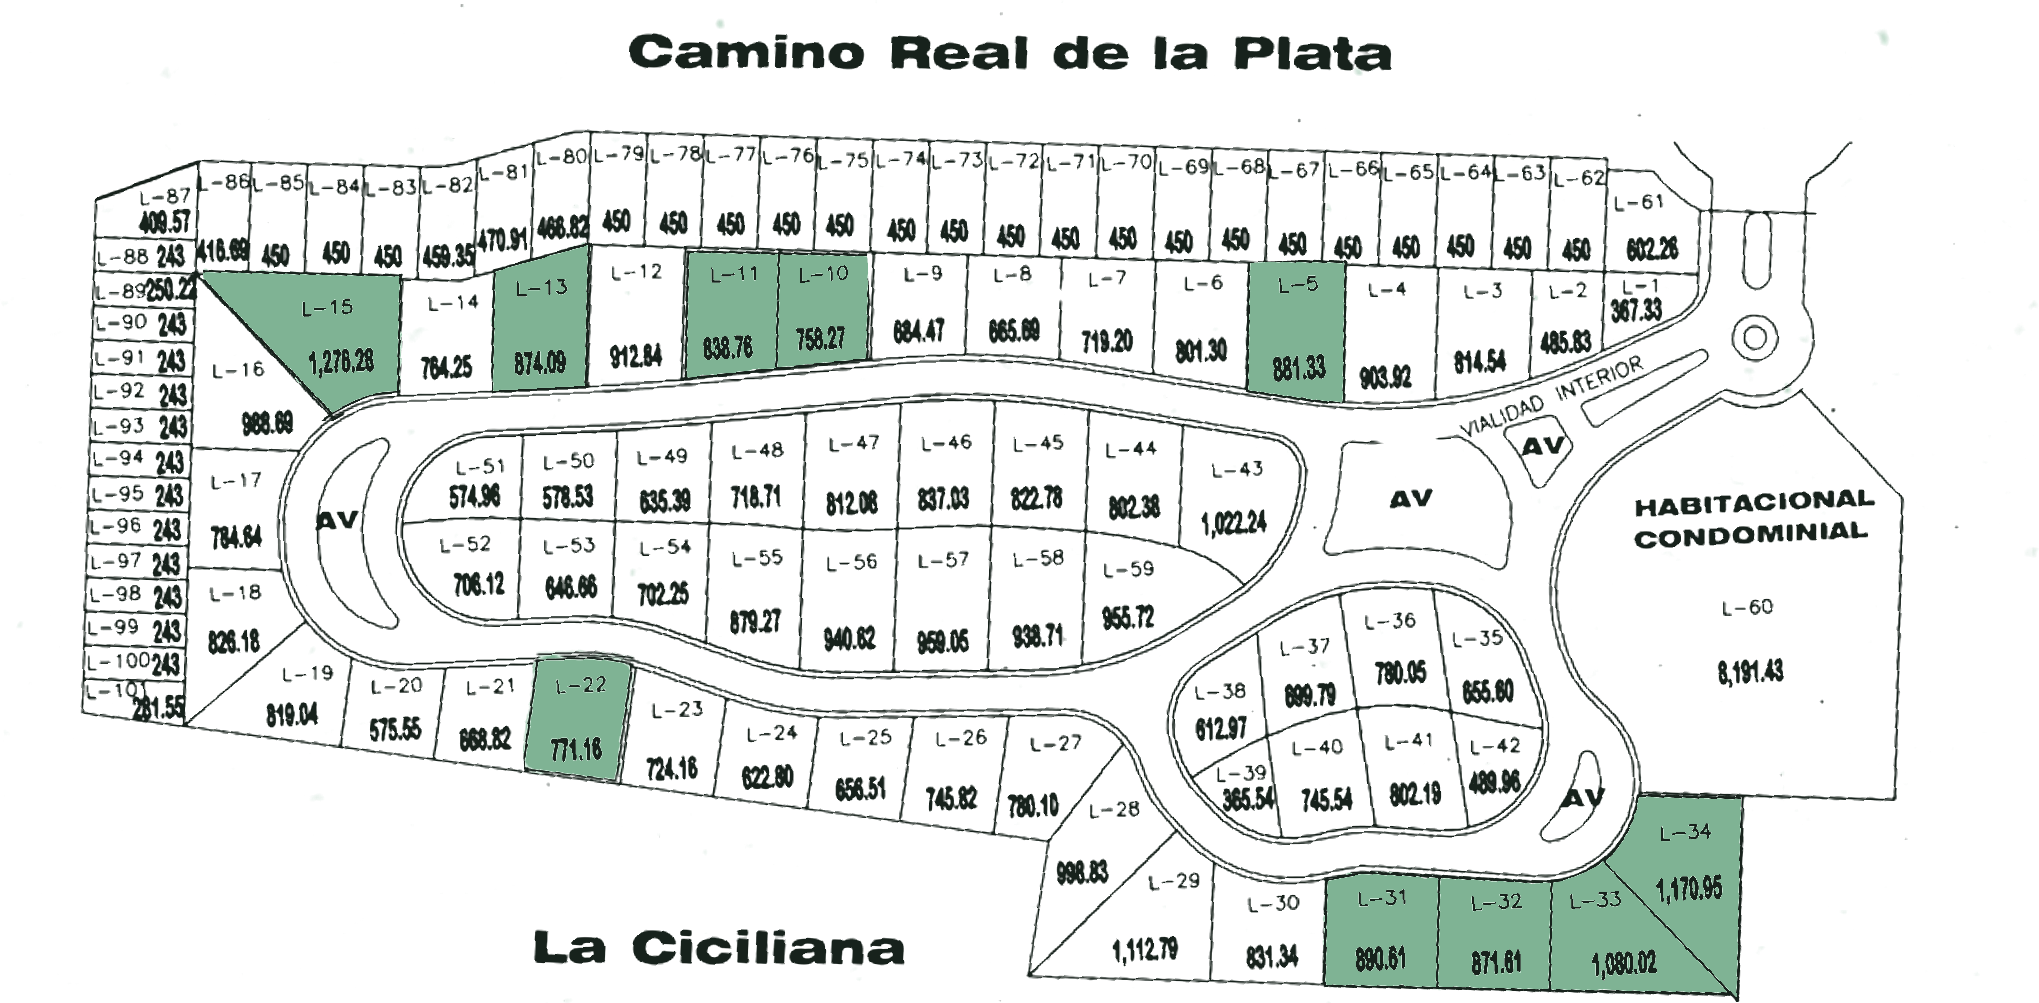 Camino Real de la Plata
L-87
409.57
L-86
416.69
L-85
450
L-84
450
L-83
450
L-82
459.35
L-81
470.91
L-80
466.82
L-79
450
L-78
450
L-77
450
L-76
450
L-75
450
L-74
450
L-73
450
L-72
450
L-71
450
L-70
450
L-69
450
L-68
450
L-67
450
L-66
450
L-65
450
L-64
450
L-63
450
L-62
450
L-61
602.26
L-88 243
L-89 250.22
L-90 243
L-91 243
L-92 243
L-93 243
L-94 243
L-95 243
L-96 243
L-97 243
L-98 243
L-99 243
L-100 243
L-101
281.55
L-15
1,276.28
L-14
764.25
L-13
874.09
L-12
912.84
L-11
838.76
L-10
758.27
L-9
684.47
L-8
665.69
L-7
719.20
L-6
801.30
L-5
881.33
L-4
903.92
L-3
814.54
L-2
485.83
L-1
367.33
L-16
988.69
L-17
784.64
L-18
826.18
VIALIDAD INTERIOR
AV
AV
AV
L-51
574.96
L-50
578.53
L-49
635.39
L-48
718.71
L-47
812.06
L-46
837.03
L-45
822.78
L-44
802.38
L-43
1,022.24
L-52
706.12
L-53
646.66
L-54
702.25
L-55
879.27
L-56
940.62
L-57
959.05
L-58
938.71
L-59
955.72
HABITACIONAL
CONDOMINIAL
L-60
8,191.43
L-38
612.97
L-37
699.79
L-36
780.05
L-35
655.60
L-39
365.54
L-40
745.54
L-41
802.19
L-42
489.96
AV
L-19
819.04
L-20
575.55
L-21
668.82
L-22
771.16
L-23
724.16
L-24
622.80
L-25
656.51
L-26
745.82
L-27
780.10
L-28
998.83
L-29
1,112.79
L-30
831.34
L-31
890.61
L-32
871.61
L-33
1,080.02
L-34
1,170.95
La Ciciliana